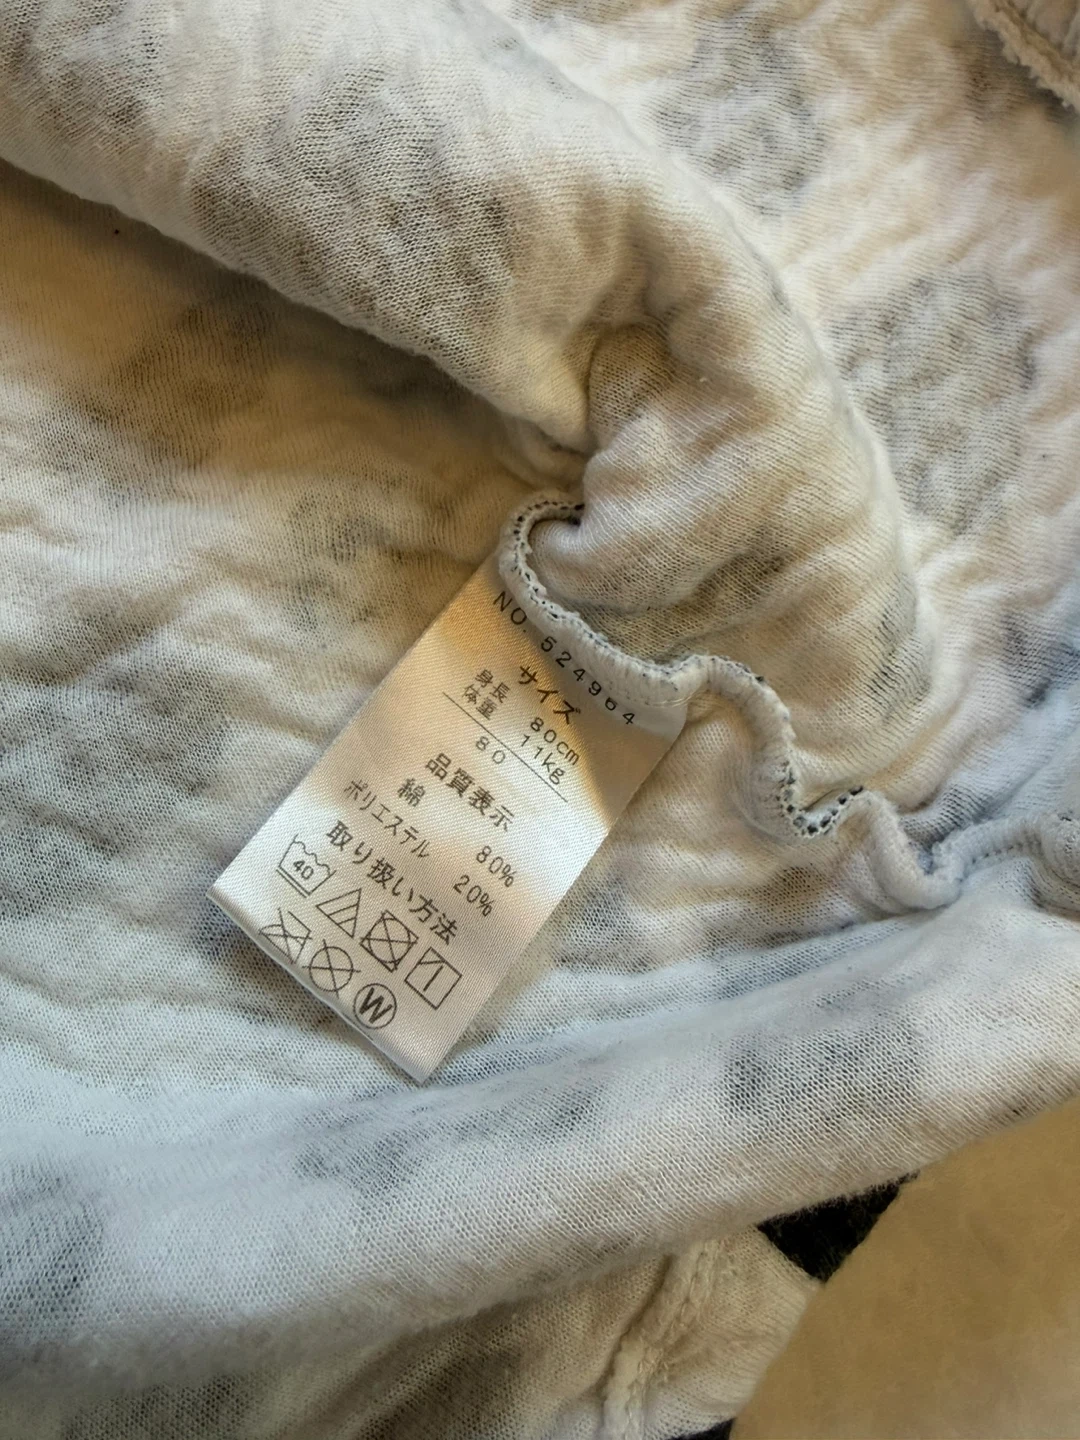 NO. 524964
サイズ
身長 80cm
体重 11kg
80
品質表示
綿 80%
ポリエステル 20%
取り扱い方法
40
W